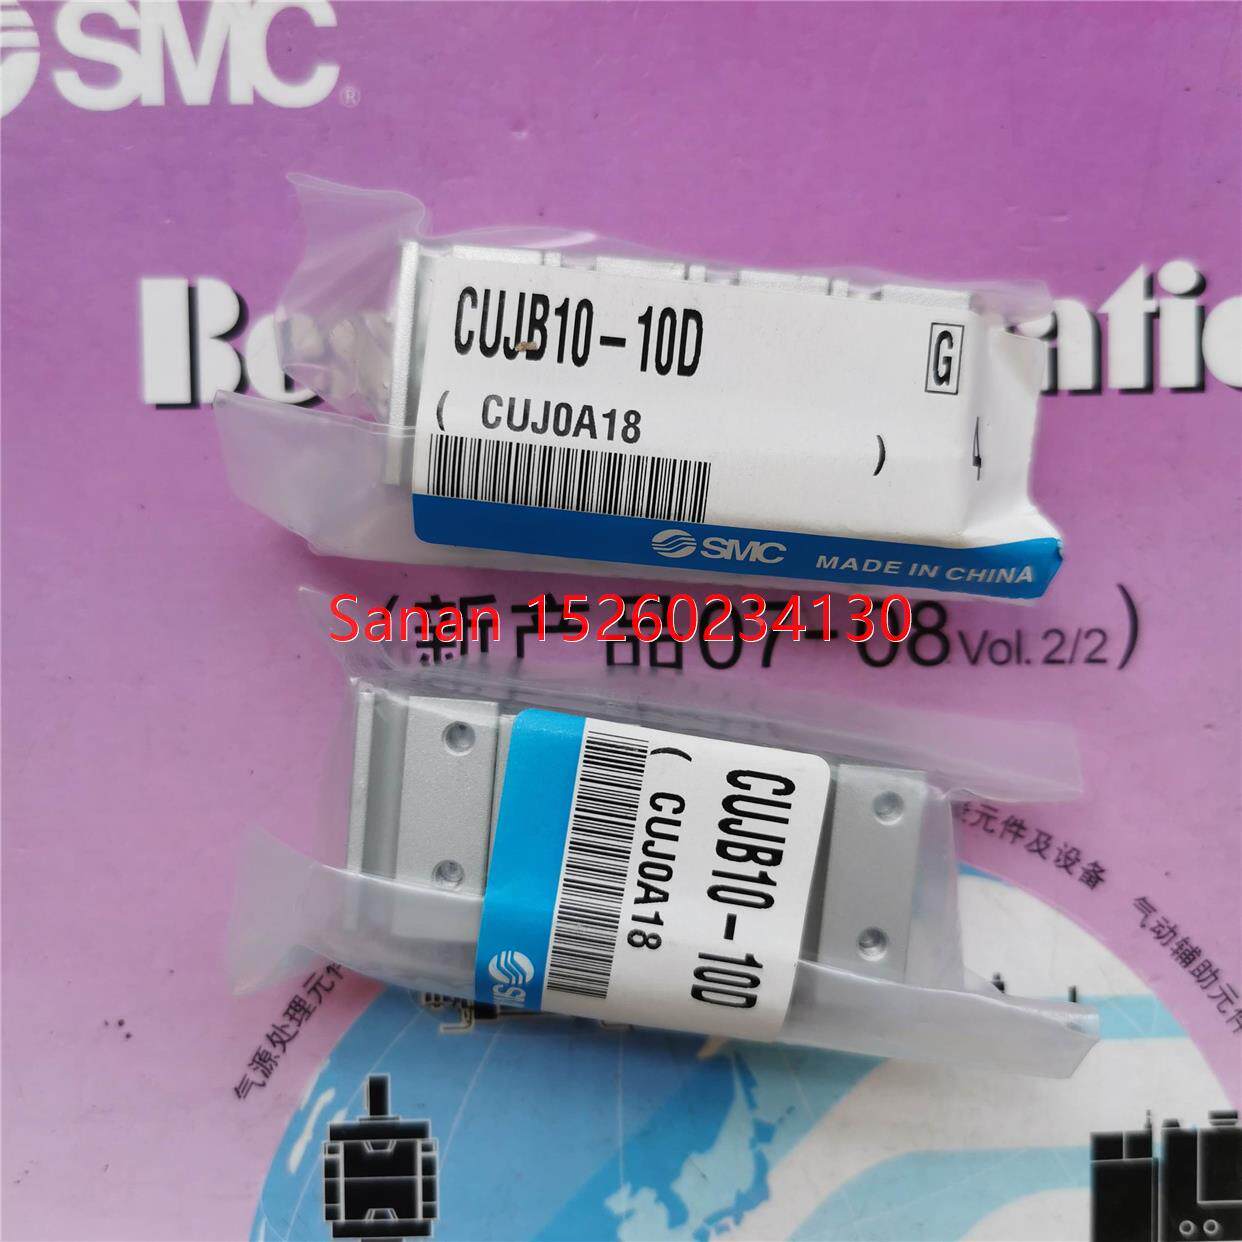 SMC®
CUJB10-10D
G
( CUJ0A18 )
4
SMC MADE IN CHINA
Sanan 15260234130
(新产品07-08 Vol.2/2)
CUJB10-10D
( CUJ0A18
元件及设备
气动辅助元件
气源处理元件